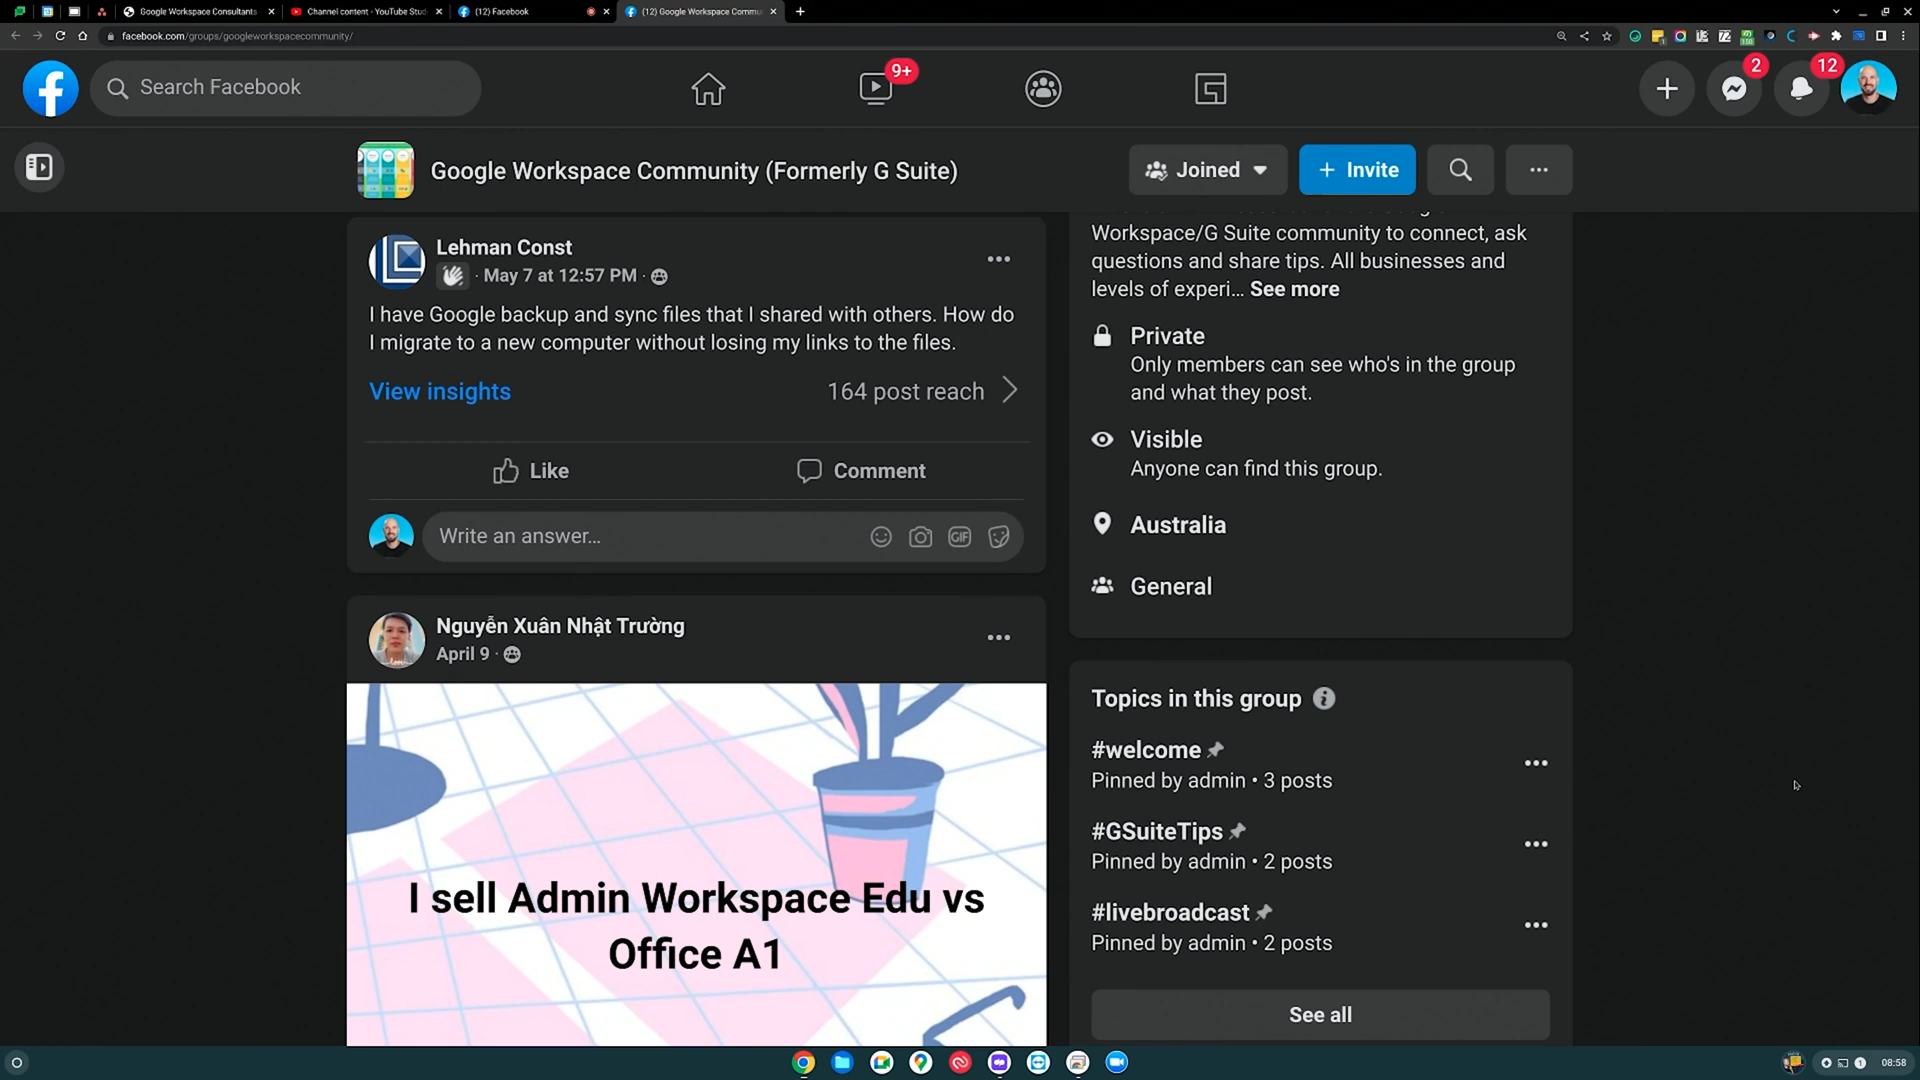 Google Workspace Consultants
Channel content - YouTube Stud
(12) Facebook
(12) Google Workspace Commu
facebook.com/groups/googleworkspacecommunity/
Search Facebook
9+
2
12
Google Workspace Community (Formerly G Suite)
Joined
+ Invite
Lehman Const
· May 7 at 12:57 PM ·
I have Google backup and sync files that I shared with others. How do
I migrate to a new computer without losing my links to the files.
View insights
164 post reach
Like
Comment
Write an answer...
GIF
Nguyễn Xuân Nhật Trường
April 9 ·
I sell Admin Workspace Edu vs
Office A1
Workspace/G Suite community to connect, ask
questions and share tips. All businesses and
levels of experi... See more
Private
Only members can see who's in the group
and what they post.
Visible
Anyone can find this group.
Australia
General
Topics in this group
#welcome
Pinned by admin • 3 posts
#GSuiteTips
Pinned by admin • 2 posts
#livebroadcast
Pinned by admin • 2 posts
See all
08:58